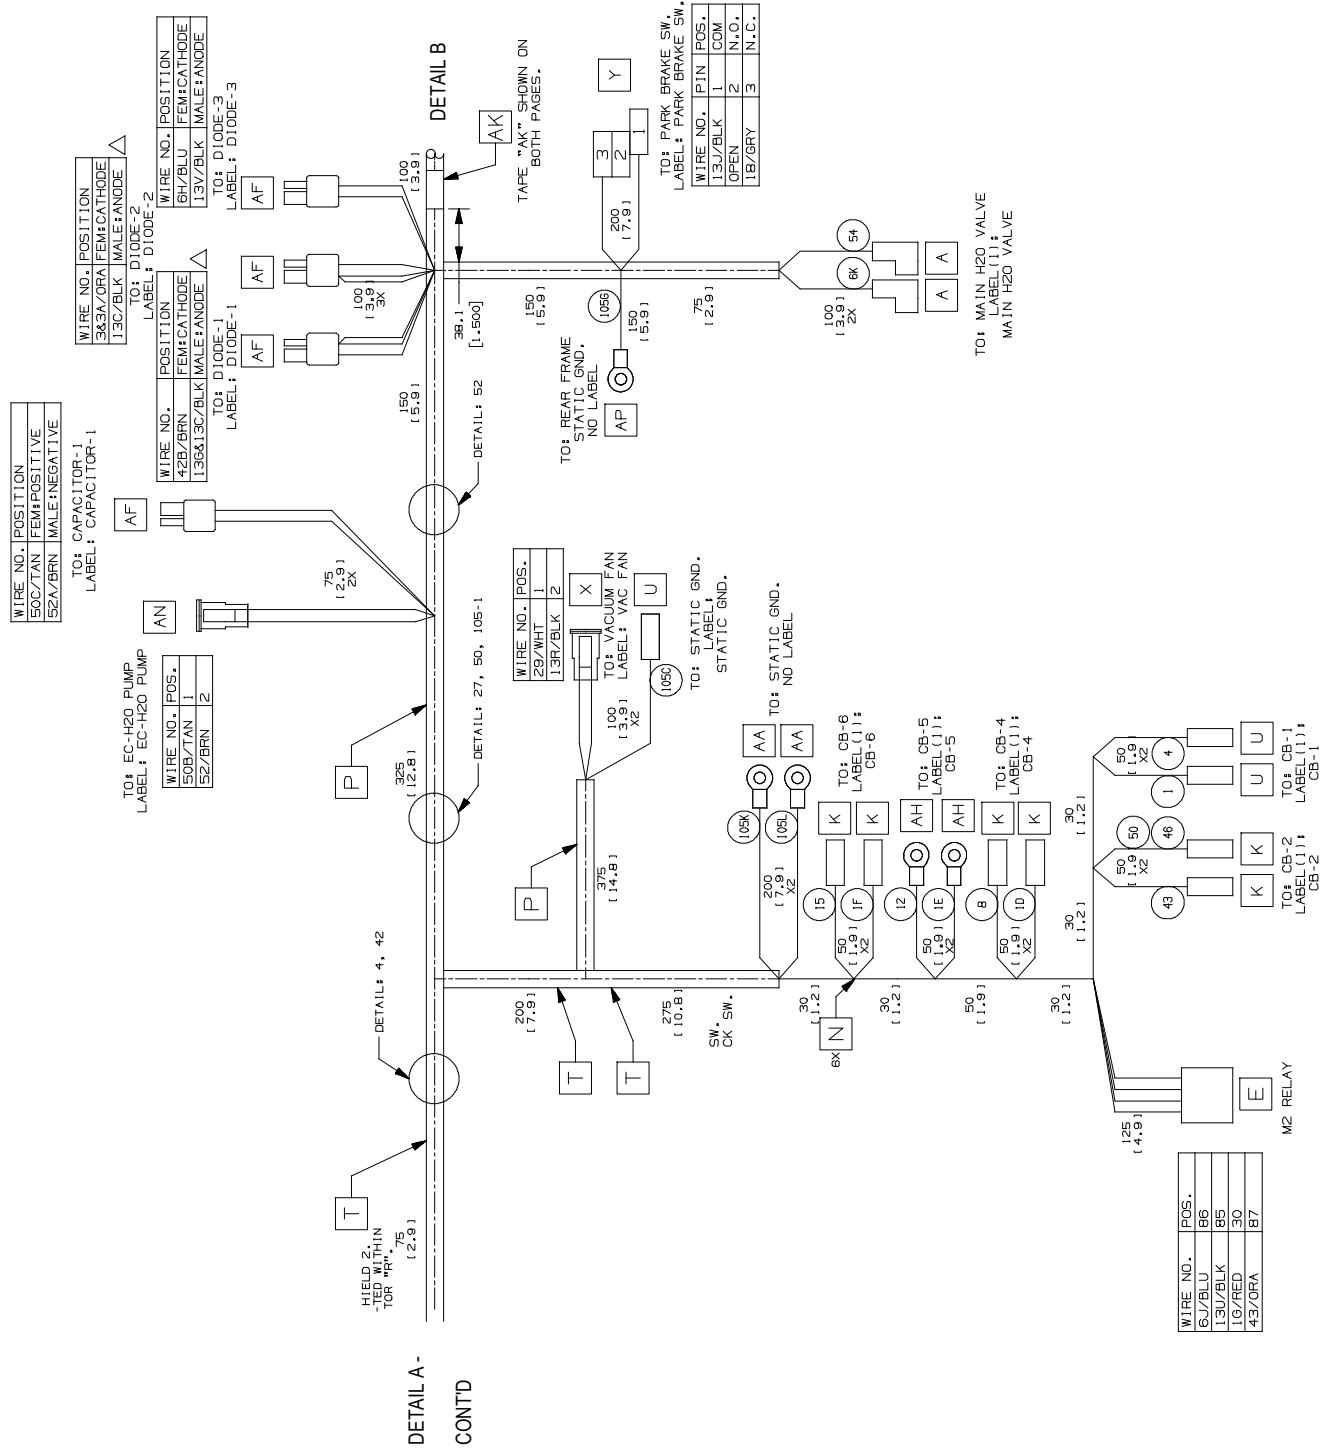 DETAIL A -
CONT'D
DETAIL B
WIRE NO. POSITION
50C/TAN FEM:POSITIVE
52A/BRN MALE:NEGATIVE
TO: CAPACITOR-1
LABEL: CAPACITOR-1
AF
75
[2.9]
2X
TO: EC-H2O PUMP
LABEL: EC-H2O PUMP
WIRE NO. POS.
50B/TAN 1
52/BRN 2
AN
WIRE NO. POSITION
3&3A/ORA FEM:CATHODE
13C/BLK MALE:ANODE
TO: DIODE-2
LABEL: DIODE-2
WIRE NO. POSITION
42B/BRN FEM:CATHODE
13G&13C/BLK MALE:ANODE
TO: DIODE-1
LABEL: DIODE-1
WIRE NO. POSITION
6H/BLU FEM:CATHODE
13V/BLK MALE:ANODE
TO: DIODE-3
LABEL: DIODE-3
AF
AF
AF
100
[3.9]
3X
100
[3.9]
AK
TAPE "AK" SHOWN ON
BOTH PAGES.
38.1
[1.500]
150
[5.9]
DETAIL: 52
P
325
[12.8]
DETAIL: 27, 50, 105-1
DETAIL: 4, 42
T
HIELD 2.
-TED WITHIN
TOR "R".
75
[2.9]
150
[5.9]
105G
150
[5.9]
75
[2.9]
TO: REAR FRAME
STATIC GND.
NO LABEL
AP
200
[7.9]
3
2
1
Y
TO: PARK BRAKE SW.
LABEL: PARK BRAKE SW.
WIRE NO. PIN POS.
13J/BLK 1 COM
OPEN 2 N.O.
18/GRY 3 N.C.
54
6K
100
[3.9]
2X
A
A
TO: MAIN H2O VALVE
LABEL(1):
MAIN H2O VALVE
WIRE NO. POS.
29/WHT 1
13R/BLK 2
X
TO: VACUUM FAN
LABEL: VAC FAN
U
105C
100
[3.9]
X2
TO: STATIC GND.
LABEL:
STATIC GND.
P
375
[14.8]
200
[7.9]
T
T
275
[10.8]
SW.
CK SW.
105K
105L
200
[7.9]
X2
AA
AA
TO: STATIC GND.
NO LABEL
30
[1.2]
6X
N
15
1F
50
[1.9]
X2
K
K
TO: CB-6
LABEL(1):
CB-6
30
[1.2]
12
1E
50
[1.9]
X2
AH
AH
TO: CB-5
LABEL(1):
CB-5
50
[1.9]
8
1D
50
[1.9]
X2
K
K
TO: CB-4
LABEL(1):
CB-4
30
[1.2]
30
[1.2]
30
[1.2]
50
[1.9]
X2
4
1
U
U
TO: CB-1
LABEL(1):
CB-1
50
[1.9]
X2
50
46
43
K
K
TO: CB-2
LABEL(1):
CB-2
125
[4.9]
E
M2 RELAY
WIRE NO. POS.
6J/BLU 86
13U/BLK 85
1G/RED 30
43/ORA 87